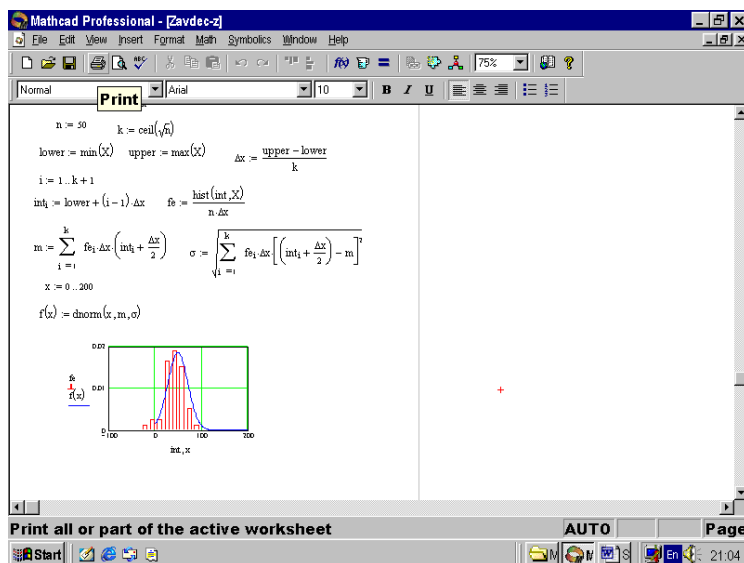 Mathcad Professional - [Zavdec-z]
File Edit View Insert Format Math Symbolics Window Help
75%
Normal Arial 10 B I U
Print
n := 50 k := ceil(√n)
lower := min(X) upper := max(X) Δx := (upper - lower)/k
i := 1..k + 1
int_i := lower + (i - 1)·Δx fe := hist(int,X)/(n·Δx)
m := ∑_{i = 1}^{k} fe_i·Δx·(int_i + Δx/2) σ := √(∑_{i = 1}^{k} fe_i·Δx·[(int_i + Δx/2) - m]²)
x := 0..200
f(x) := dnorm(x,m,σ)
0.02
fe
f(x)
0.01
0
-100 0 100 200
int,x
Print all or part of the active worksheet AUTO Page
Start M M S En 21:04